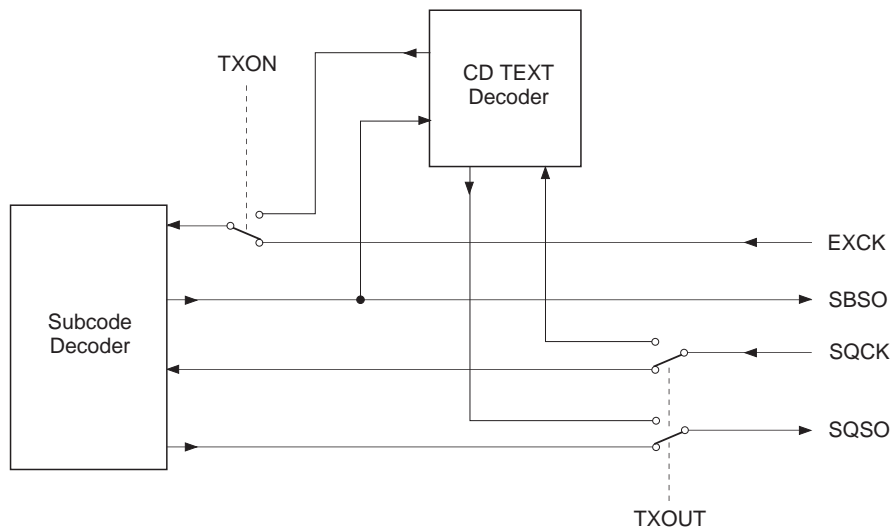 TXON
CD TEXT
Decoder
EXCK
SBSO
Subcode
Decoder
SQCK
SQSO
TXOUT